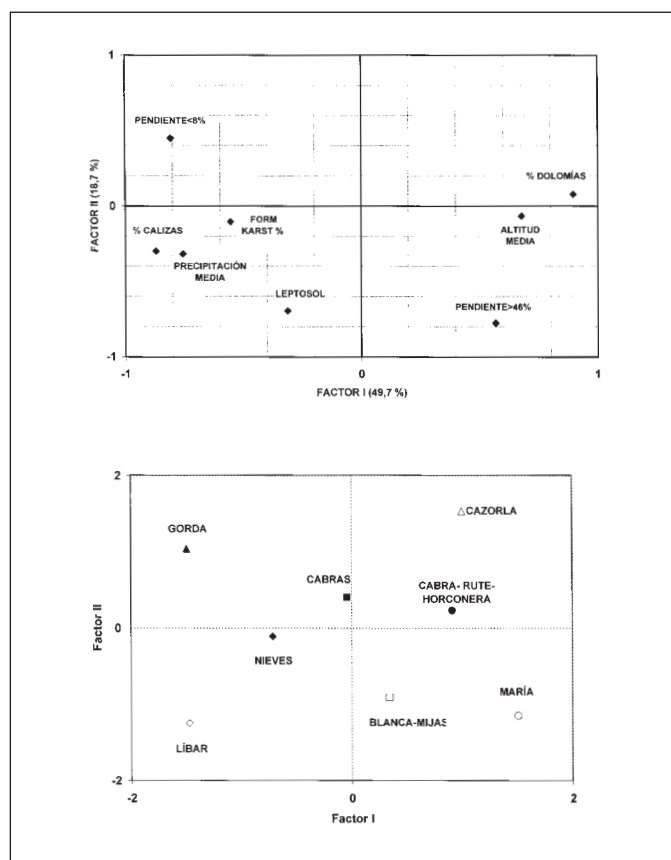 1
PENDIENTE<8%
% DOLOMÍAS
0
% CALIZAS
FORM
KARST %
ALTITUD
MEDIA
PRECIPITACIÓN
MEDIA
LEPTOSOL
PENDIENTE>46%
-1
-1
0
1
FACTOR I (49,7 %)
FACTOR II (18,7 %)
2
CAZORLA
GORDA
CABRAS
CABRA- RUTE-
HORCONERA
0
NIEVES
MARÍA
BLANCA-MIJAS
LÍBAR
-2
-2
0
2
Factor I
Factor II